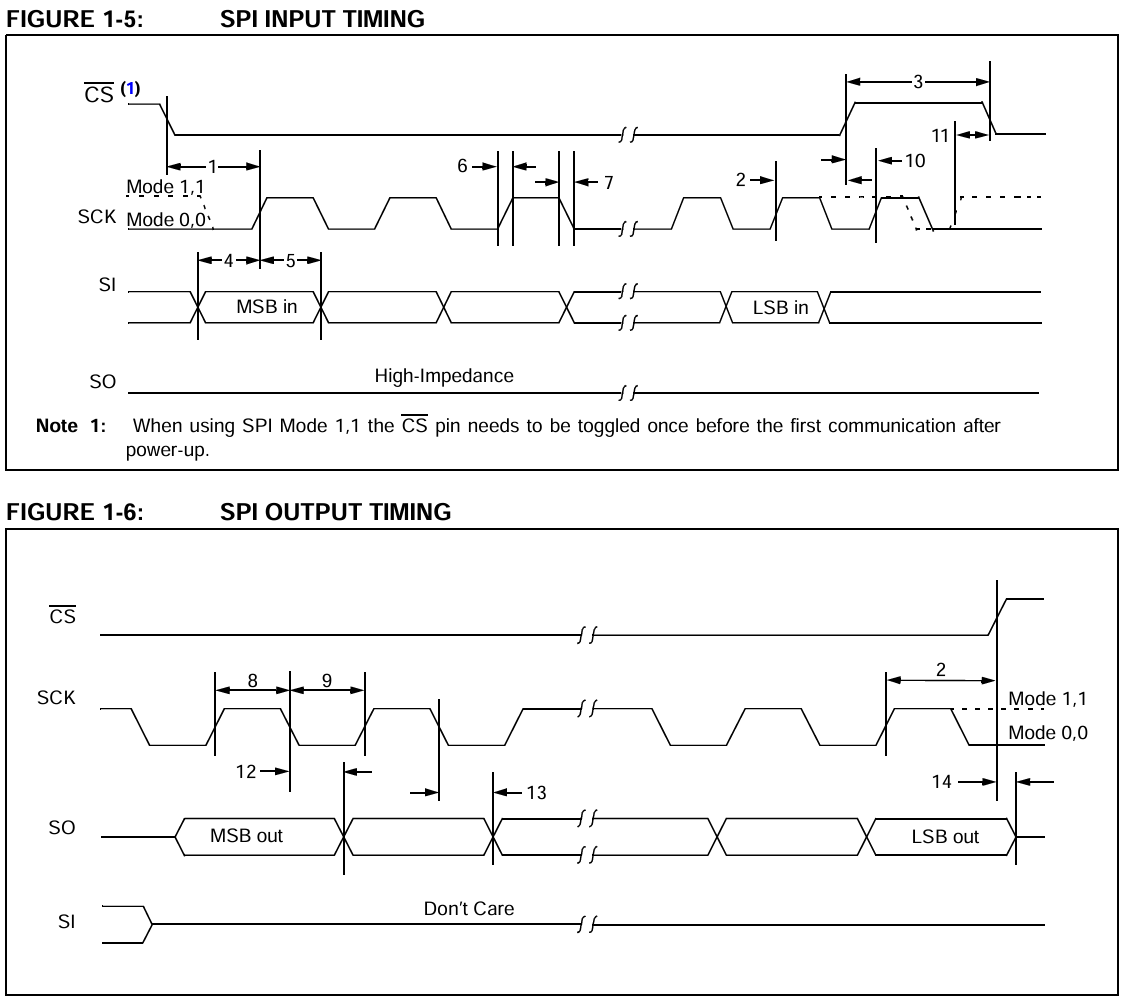 FIGURE 1-5: SPI INPUT TIMING
CS (1)
3
11
1
6
7
2
10
Mode 1,1
SCK Mode 0,0
4 5
SI MSB in LSB in
High-Impedance
SO
Note 1: When using SPI Mode 1,1 the CS pin needs to be toggled once before the first communication after
power-up.
FIGURE 1-6: SPI OUTPUT TIMING
CS
8 9 2
SCK Mode 1,1
Mode 0,0
12 13 14
SO MSB out LSB out
Don't Care
SI